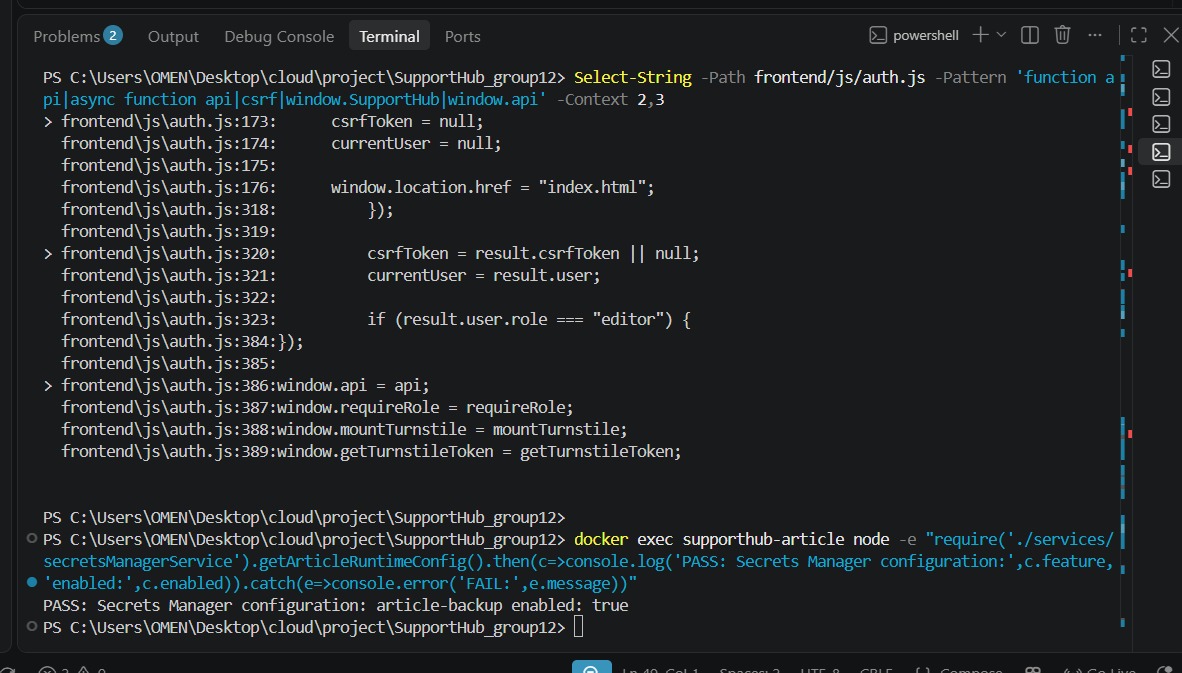 Problems 2 Output Debug Console Terminal Ports powershell
PS C:\Users\OMEN\Desktop\cloud\project\SupportHub_group12> Select-String -Path frontend/js/auth.js -Pattern 'function a
pi|async function api|csrf|window.SupportHub|window.api' -Context 2,3
> frontend\js\auth.js:173:      csrfToken = null;
  frontend\js\auth.js:174:      currentUser = null;
  frontend\js\auth.js:175:
  frontend\js\auth.js:176:      window.location.href = "index.html";
  frontend\js\auth.js:318:          });
  frontend\js\auth.js:319:
> frontend\js\auth.js:320:          csrfToken = result.csrfToken || null;
  frontend\js\auth.js:321:          currentUser = result.user;
  frontend\js\auth.js:322:
  frontend\js\auth.js:323:          if (result.user.role === "editor") {
  frontend\js\auth.js:384:});
  frontend\js\auth.js:385:
> frontend\js\auth.js:386:window.api = api;
  frontend\js\auth.js:387:window.requireRole = requireRole;
  frontend\js\auth.js:388:window.mountTurnstile = mountTurnstile;
  frontend\js\auth.js:389:window.getTurnstileToken = getTurnstileToken;
PS C:\Users\OMEN\Desktop\cloud\project\SupportHub_group12>
PS C:\Users\OMEN\Desktop\cloud\project\SupportHub_group12> docker exec supporthub-article node -e "require('./services/
secretsManagerService').getArticleRuntimeConfig().then(c=>console.log('PASS: Secrets Manager configuration:',c.feature,
'enabled:',c.enabled)).catch(e=>console.error('FAIL:',e.message))"
PASS: Secrets Manager configuration: article-backup enabled: true
PS C:\Users\OMEN\Desktop\cloud\project\SupportHub_group12>